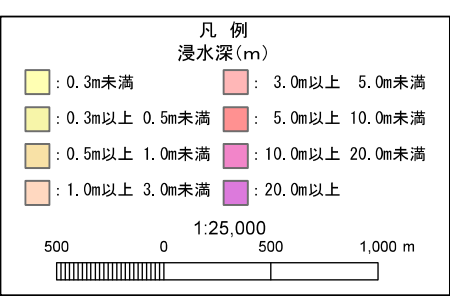 凡 例
浸水深(m)
: 0.3m未満
: 3.0m以上 5.0m未満
: 0.3m以上 0.5m未満
: 5.0m以上 10.0m未満
: 0.5m以上 1.0m未満
: 10.0m以上 20.0m未満
: 1.0m以上 3.0m未満
: 20.0m以上
1:25,000
500 0 500 1,000 m